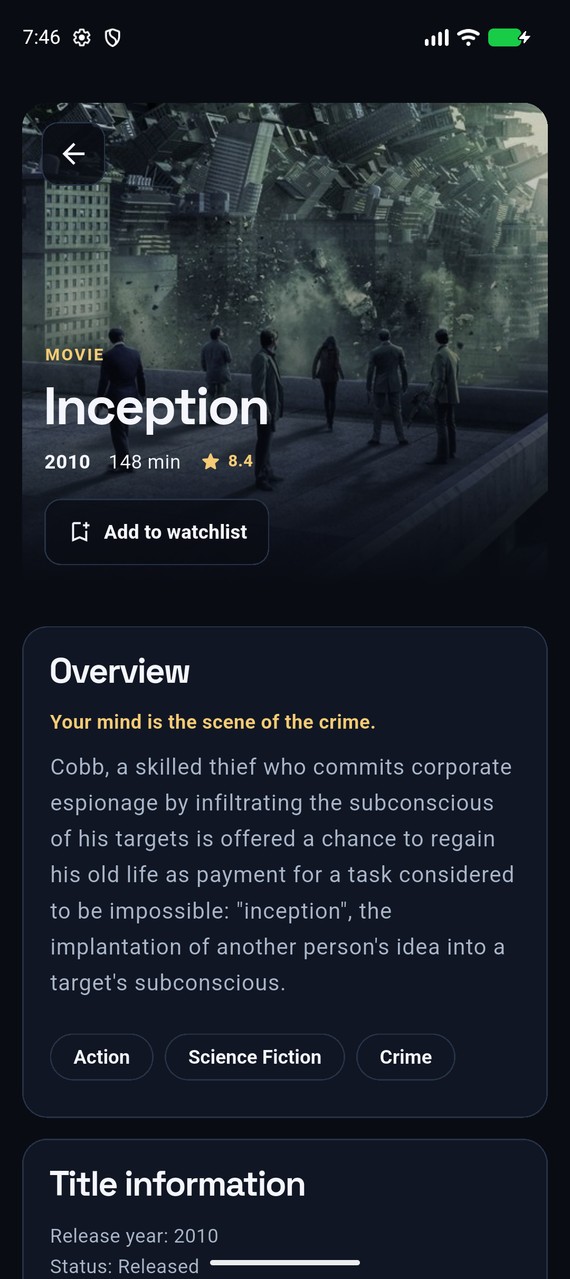 7:46
MOVIE
Inception
2010 148 min 8.4
Add to watchlist
Overview
Your mind is the scene of the crime.
Cobb, a skilled thief who commits corporate
espionage by infiltrating the subconscious
of his targets is offered a chance to regain
his old life as payment for a task considered
to be impossible: "inception", the
implantation of another person's idea into a
target's subconscious.
Action Science Fiction Crime
Title information
Release year: 2010
Status: Released